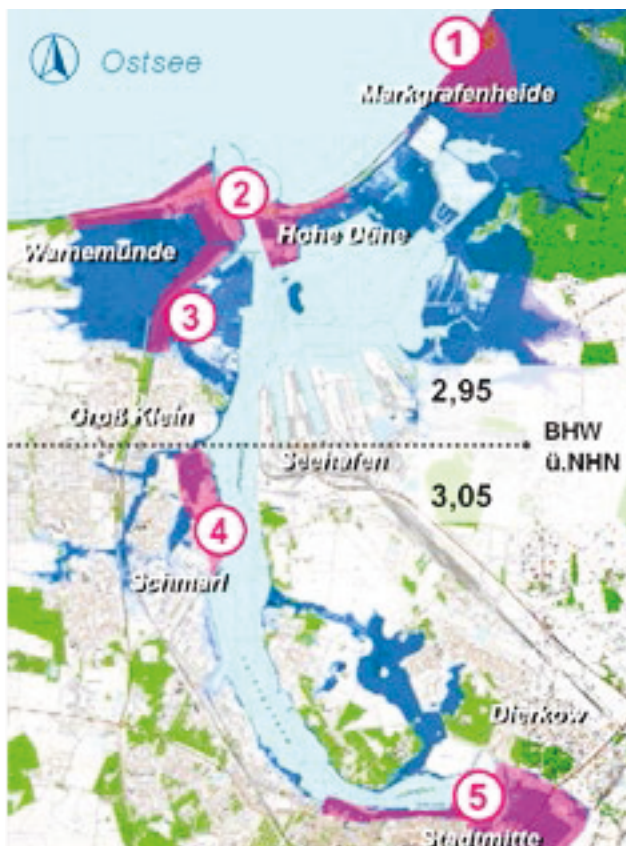 Ostsee
1
Markgrafenheide
2
Warnemünde
Hohe Düne
3
2,95
Groß Klein
BHW
ü.NHN
Seehafen
3,05
4
Schmarl
Dierkow
5
Stadtmitte